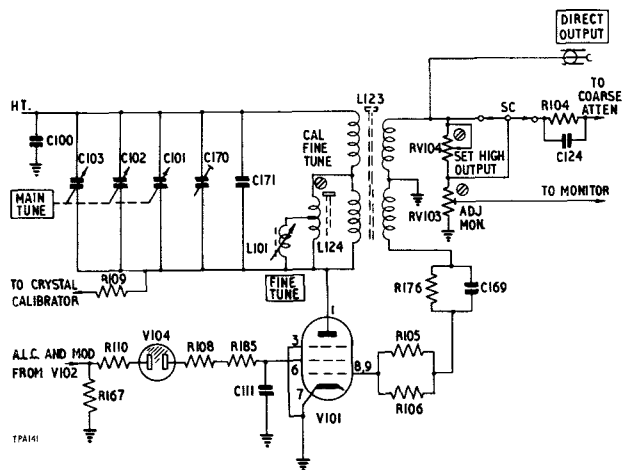 DIRECT
OUTPUT
H.T.
L123
TO
COARSE
ATTEN
SC
R104
C124
C100
C103
C102
C101
C170
C171
CAL
FINE
TUNE
RV104
SET HIGH
OUTPUT
MAIN
TUNE
RV103
ADJ
MON.
TO MONITOR
L101
L124
FINE
TUNE
TO CRYSTAL
CALIBRATOR
R109
R176
C169
1
A.L.C. AND MOD
FROM V102
R110
V104
R108
R185
3
6
7
8,9
R105
R106
R167
C111
V101
TPA141